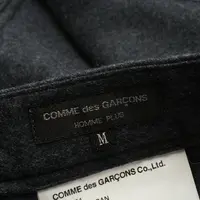 COMME des GARÇONS
HOMME PLUS
M
COMME des GARÇONS Co., Ltd.